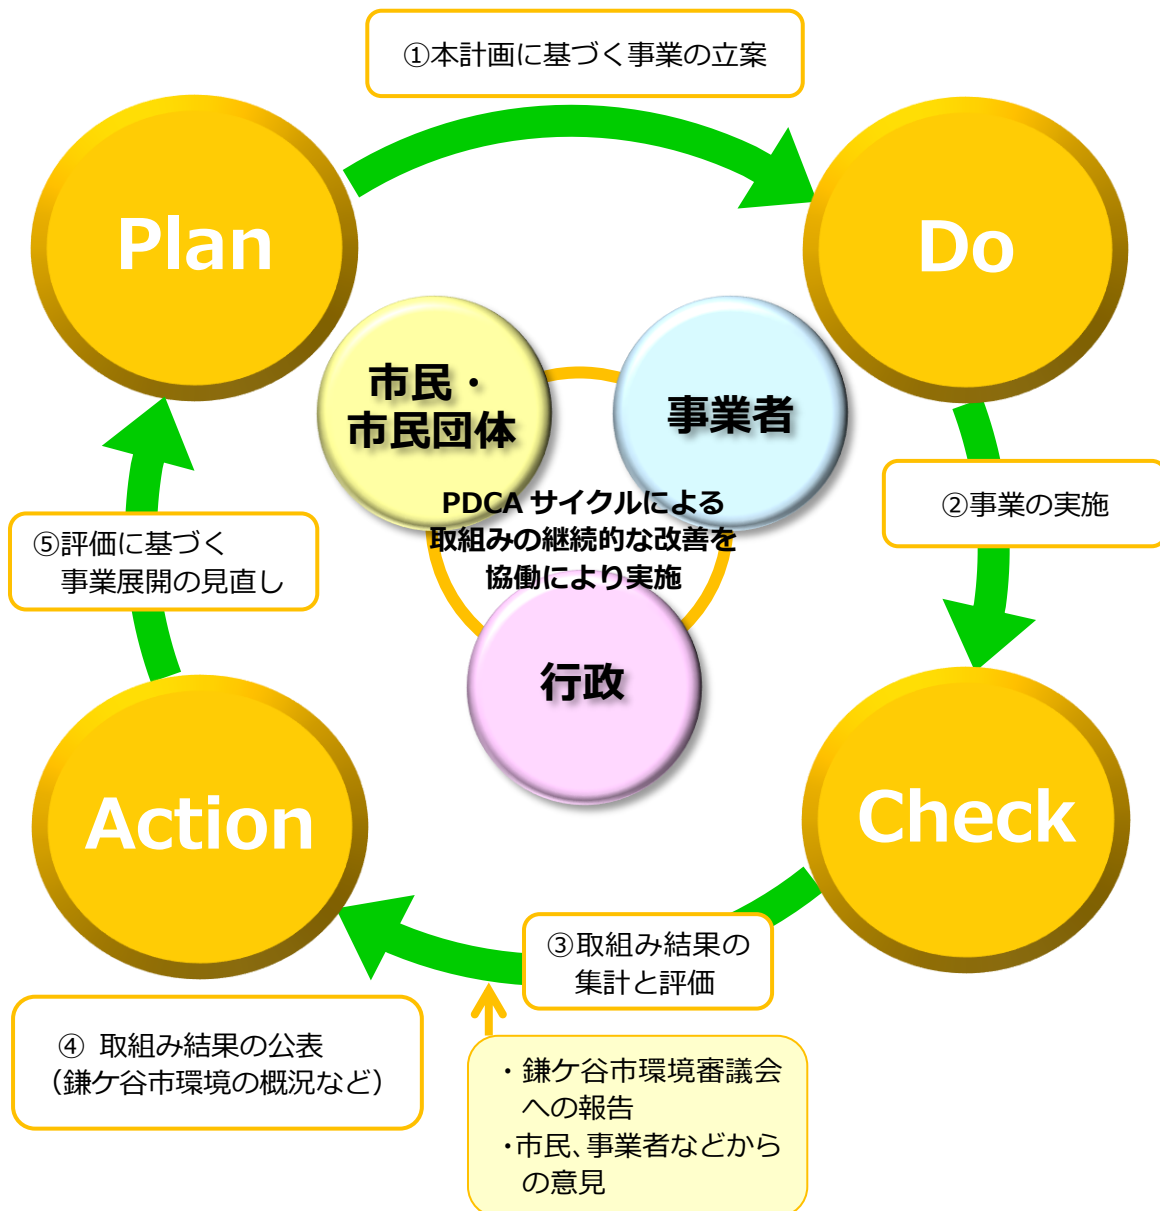 ①本計画に基づく事業の立案
Plan
Do
市民・
市民団体
事業者
PDCA サイクルによる
取組みの継続的な改善を
協働により実施
②事業の実施
⑤評価に基づく
事業展開の見直し
行政
Action
Check
③取組み結果の
集計と評価
④ 取組み結果の公表
（鎌ケ谷市環境の概況など）
・ 鎌ケ谷市環境審議会
への報告
・市民、事業者などから
の意見